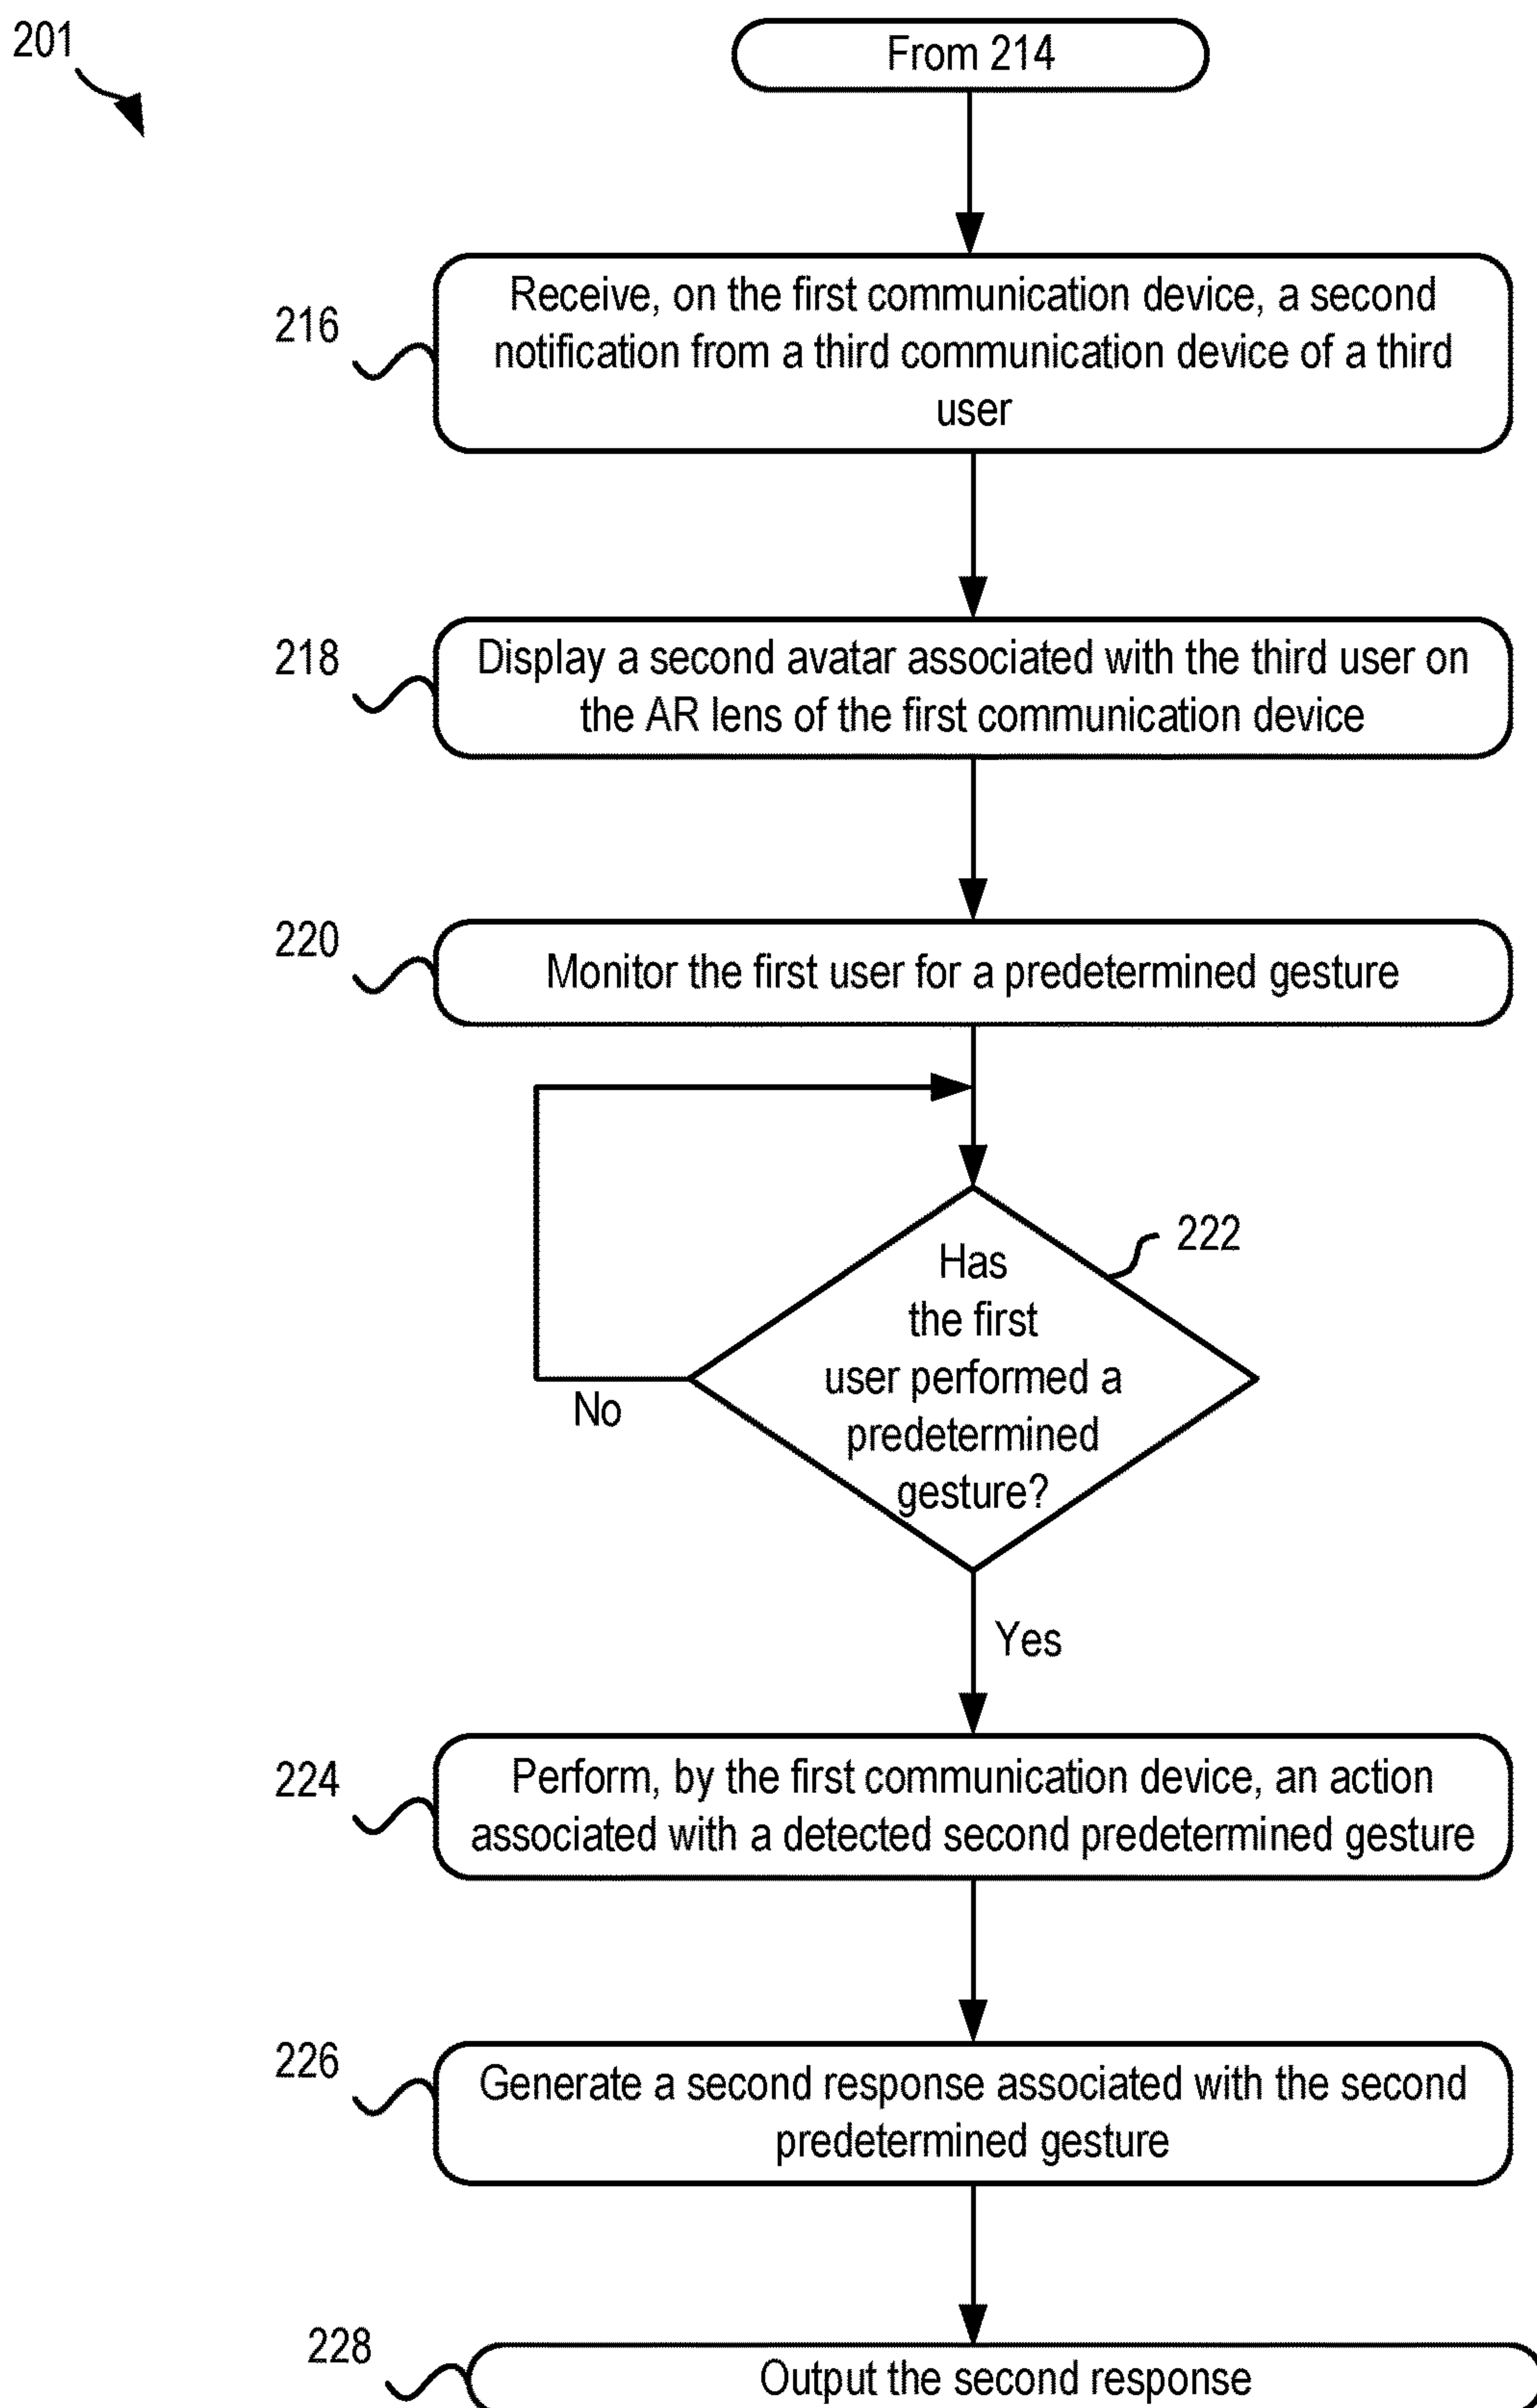 201
From 214
216
Receive, on the first communication device, a second
notification from a third communication device of a third
user
218
Display a second avatar associated with the third user on
the AR lens of the first communication device
220
Monitor the first user for a predetermined gesture
222
Has
the first
user performed a
predetermined
gesture?
No
Yes
224
Perform, by the first communication device, an action
associated with a detected second predetermined gesture
226
Generate a second response associated with the second
predetermined gesture
228
Output the second response